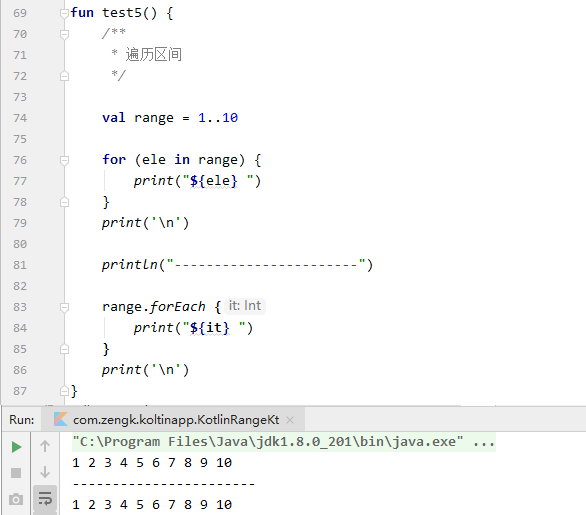 69 fun test5() {
70     /**
71      * 遍历区间
72      */
73
74     val range = 1..10
75
76     for (ele in range) {
77         print("${ele} ")
78     }
79     print('\n')
80
81     println("-----------------------")
82
83     range.forEach { it: Int
84         print("${it} ")
85     }
86     print('\n')
87 }
Run: com.zengk.koltinapp.KotlinRangeKt ×
"C:\Program Files\Java\jdk1.8.0_201\bin\java.exe" ...
1 2 3 4 5 6 7 8 9 10
-----------------------
1 2 3 4 5 6 7 8 9 10